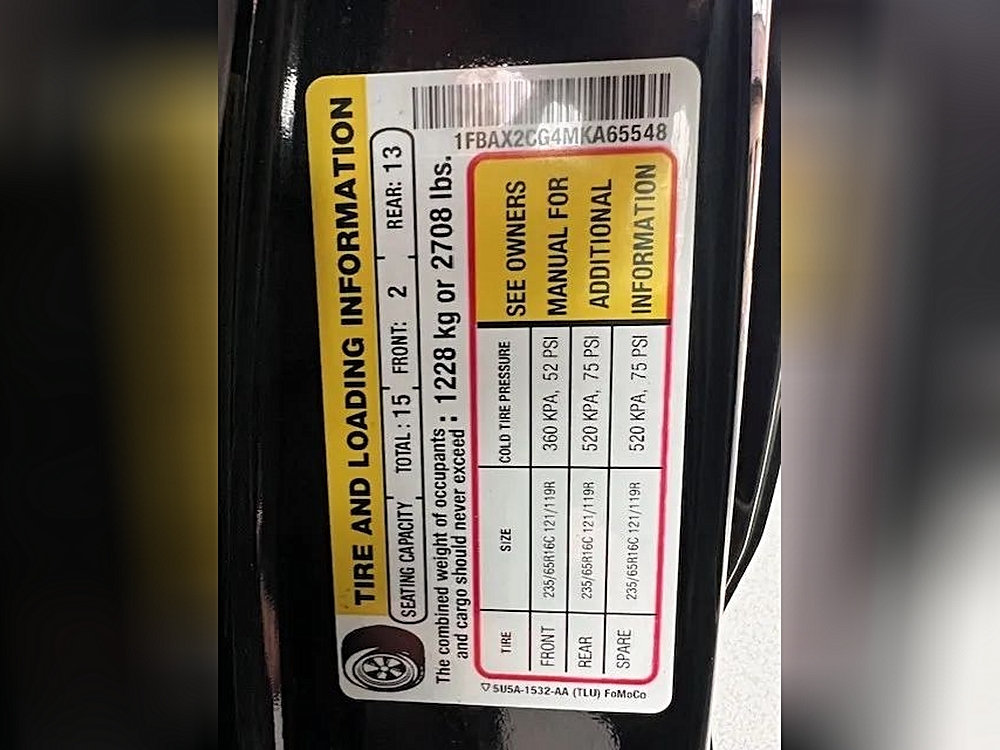 TIRE AND LOADING INFORMATION
SEATING CAPACITY TOTAL : 15 FRONT: 2 REAR: 13
The combined weight of occupants
and cargo should never exceed : 1228 kg or 2708 lbs.
TIRE SIZE COLD TIRE PRESSURE
FRONT 235/65R16C 121/119R 360 KPA, 52 PSI
REAR 235/65R16C 121/119R 520 KPA, 75 PSI
SPARE 235/65R16C 121/119R 520 KPA, 75 PSI
SEE OWNERS
MANUAL FOR
ADDITIONAL
INFORMATION
1FBAX2CG4MKA65548
5U5A-1532-AA (TLU) FoMoCo